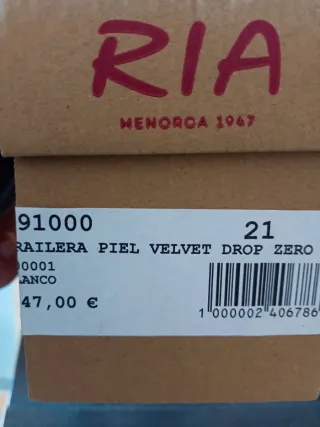 RIA
MENORCA 1947
91000 21
RAILERA PIEL VELVET DROP ZERO
00001
LANCO
47,00 €
1 000002 406786